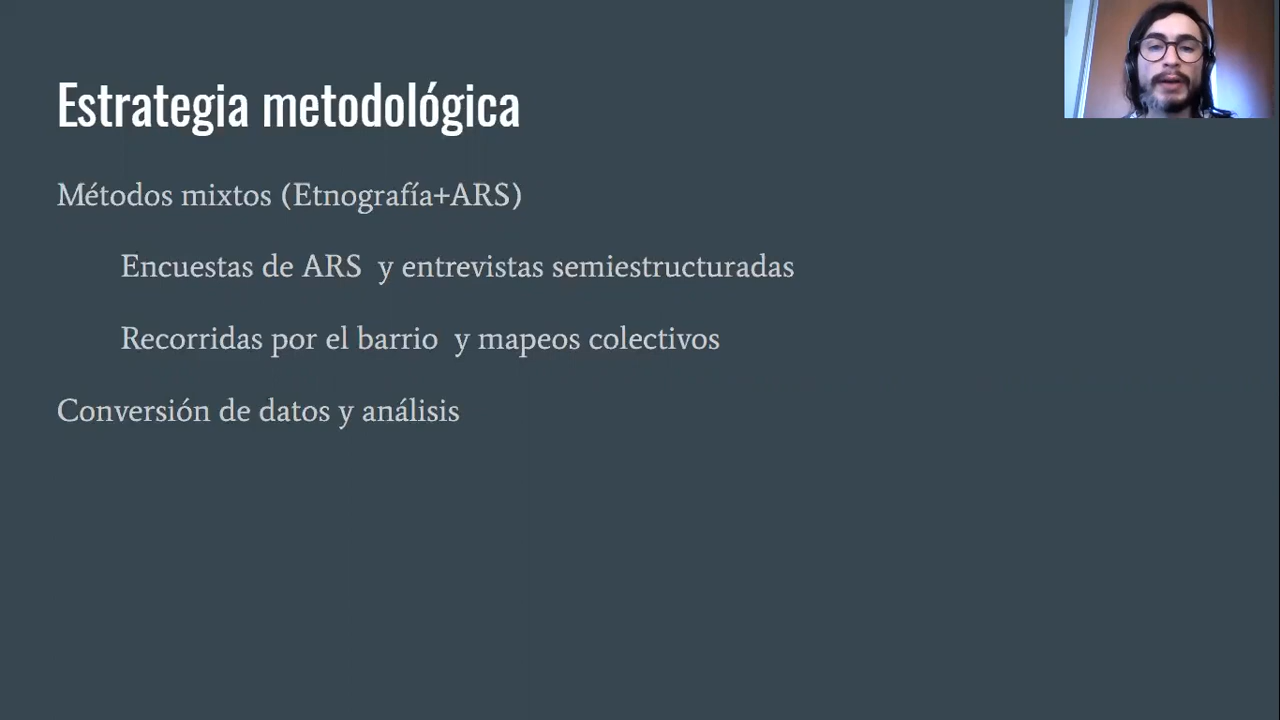 Estrategia metodológica
Métodos mixtos (Etnografía+ARS)
Encuestas de ARS  y entrevistas semiestructuradas
Recorridas por el barrio  y mapeos colectivos
Conversión de datos y análisis